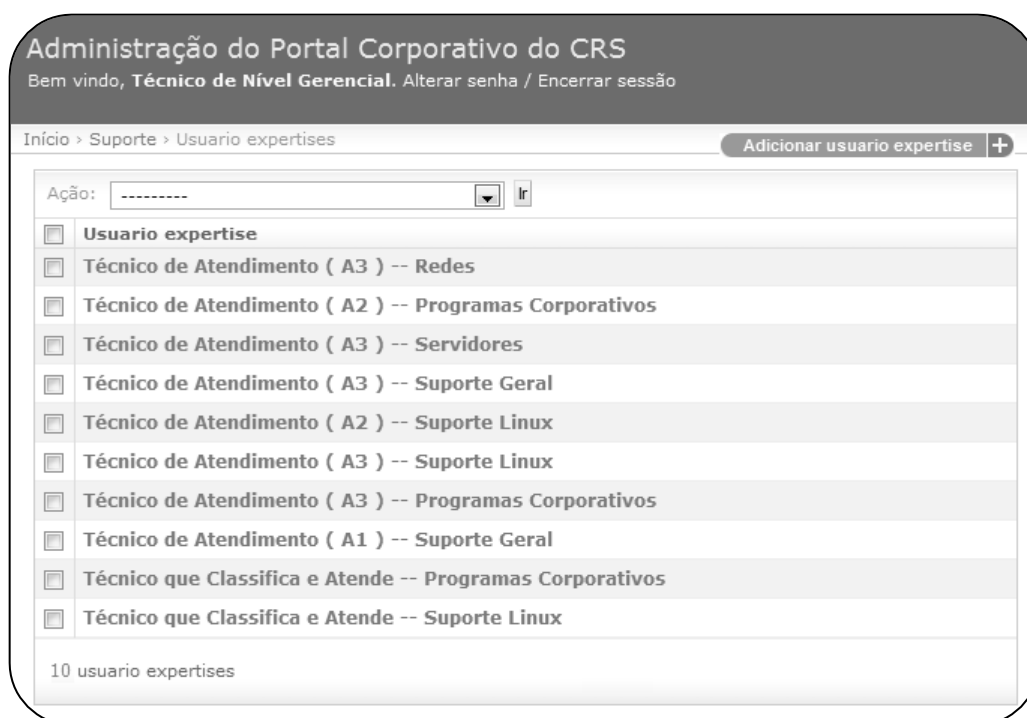 Administração do Portal Corporativo do CRS
Bem vindo, Técnico de Nível Gerencial. Alterar senha / Encerrar sessão
Início › Suporte › Usuario expertises
Adicionar usuario expertise +
Ação: --------- Ir
Usuario expertise
Técnico de Atendimento ( A3 ) -- Redes
Técnico de Atendimento ( A2 ) -- Programas Corporativos
Técnico de Atendimento ( A3 ) -- Servidores
Técnico de Atendimento ( A3 ) -- Suporte Geral
Técnico de Atendimento ( A2 ) -- Suporte Linux
Técnico de Atendimento ( A3 ) -- Suporte Linux
Técnico de Atendimento ( A3 ) -- Programas Corporativos
Técnico de Atendimento ( A1 ) -- Suporte Geral
Técnico que Classifica e Atende -- Programas Corporativos
Técnico que Classifica e Atende -- Suporte Linux
10 usuario expertises